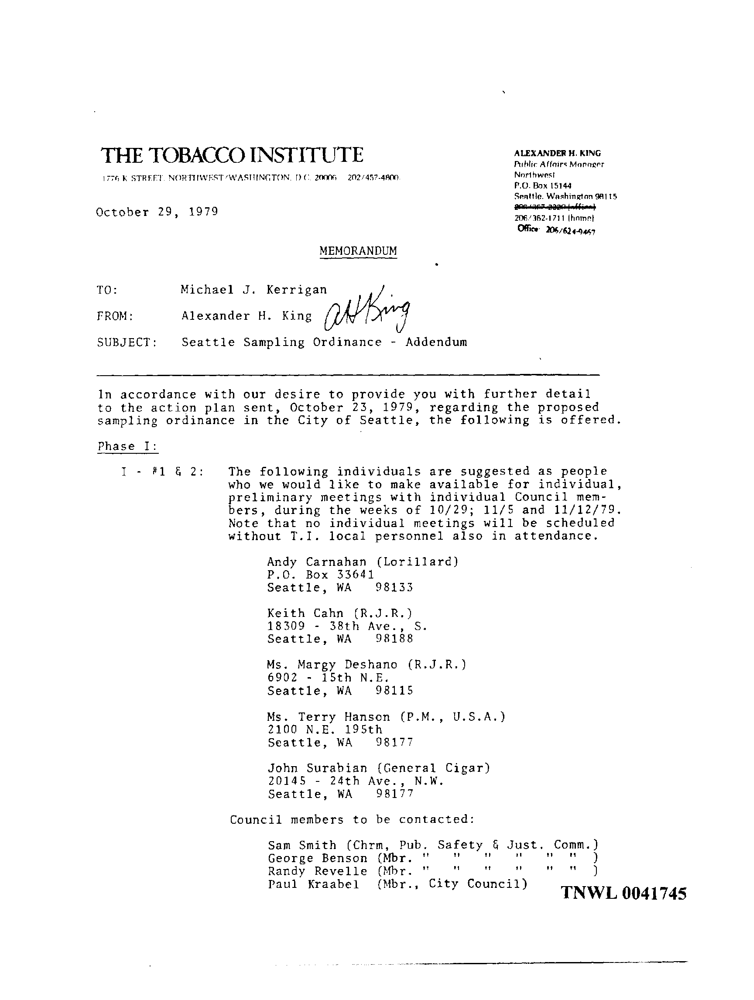 THE TOBACCO INSTITUTE
1776 K STREET, NORTHWEST/WASHINGTON, D.C. 20006 202/457-4800
ALEXANDER H. KING
Public Affairs Manager
Northwest
P.O. Box 15144
Seattle, Washington 98115
(office)
206/362-1711 (home)
Office 206/624-9467
October 29, 1979
MEMORANDUM
TO: Michael J. Kerrigan
FROM: Alexander H. King AHKing
SUBJECT: Seattle Sampling Ordinance - Addendum
In accordance with our desire to provide you with further detail
to the action plan sent, October 23, 1979, regarding the proposed
sampling ordinance in the City of Seattle, the following is offered.
Phase I:
I - #1 & 2: The following individuals are suggested as people
who we would like to make available for individual,
preliminary meetings with individual Council mem-
bers, during the weeks of 10/29; 11/5 and 11/12/79.
Note that no individual meetings will be scheduled
without T.I. local personnel also in attendance.
Andy Carnahan (Lorillard)
P.O. Box 33641
Seattle, WA 98133
Keith Cahn (R.J.R.)
18309 - 38th Ave., S.
Seattle, WA 98188
Ms. Margy Deshano (R.J.R.)
6902 - 15th N.E.
Seattle, WA 98115
Ms. Terry Hanson (P.M., U.S.A.)
2100 N.E. 195th
Seattle, WA 98177
John Surabian (General Cigar)
20145 - 24th Ave., N.W.
Seattle, WA 98177
Council members to be contacted:
Sam Smith (Chrm, Pub. Safety & Just. Comm.)
George Benson (Mbr. " " " " " " )
Randy Revelle (Mbr. " " " " " " )
Paul Kraabel (Mbr., City Council)
TNWL 0041745